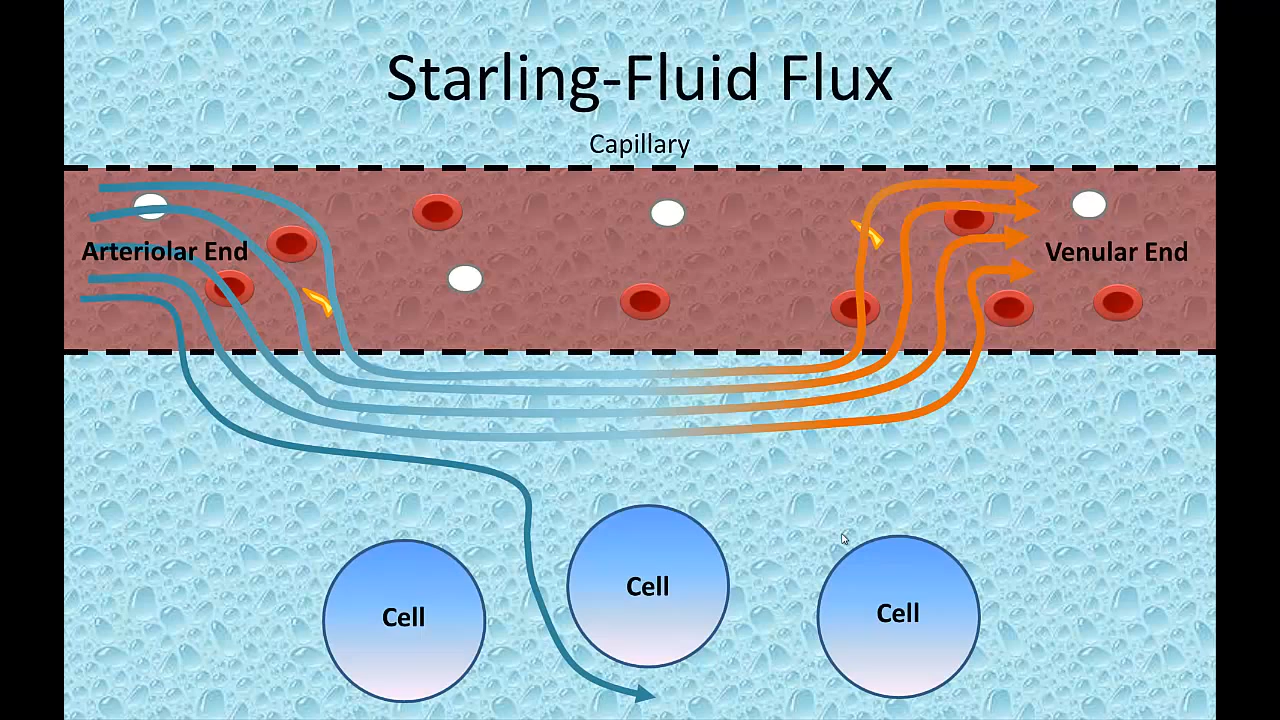 Starling-Fluid Flux
Capillary
Arteriolar End
Venular End
Cell
Cell
Cell